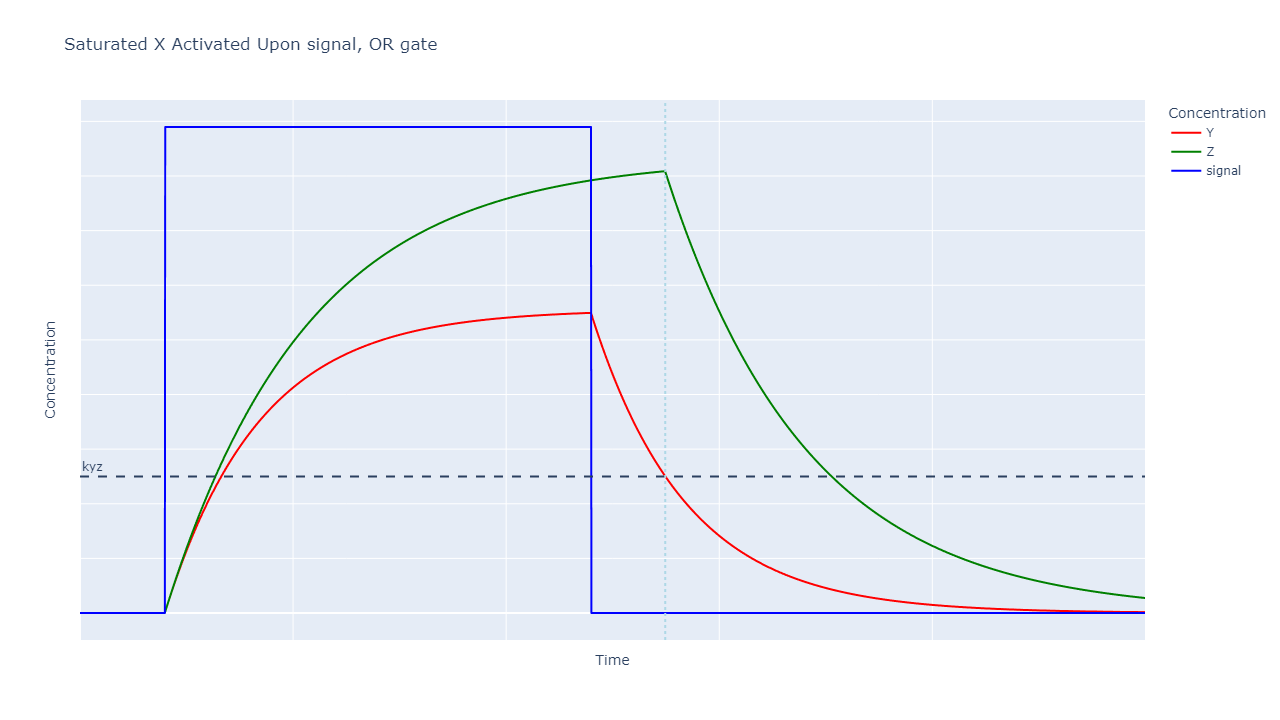 Saturated X Activated Upon signal, OR gate
Concentration
Y
Z
signal
Concentration
kyz
Time